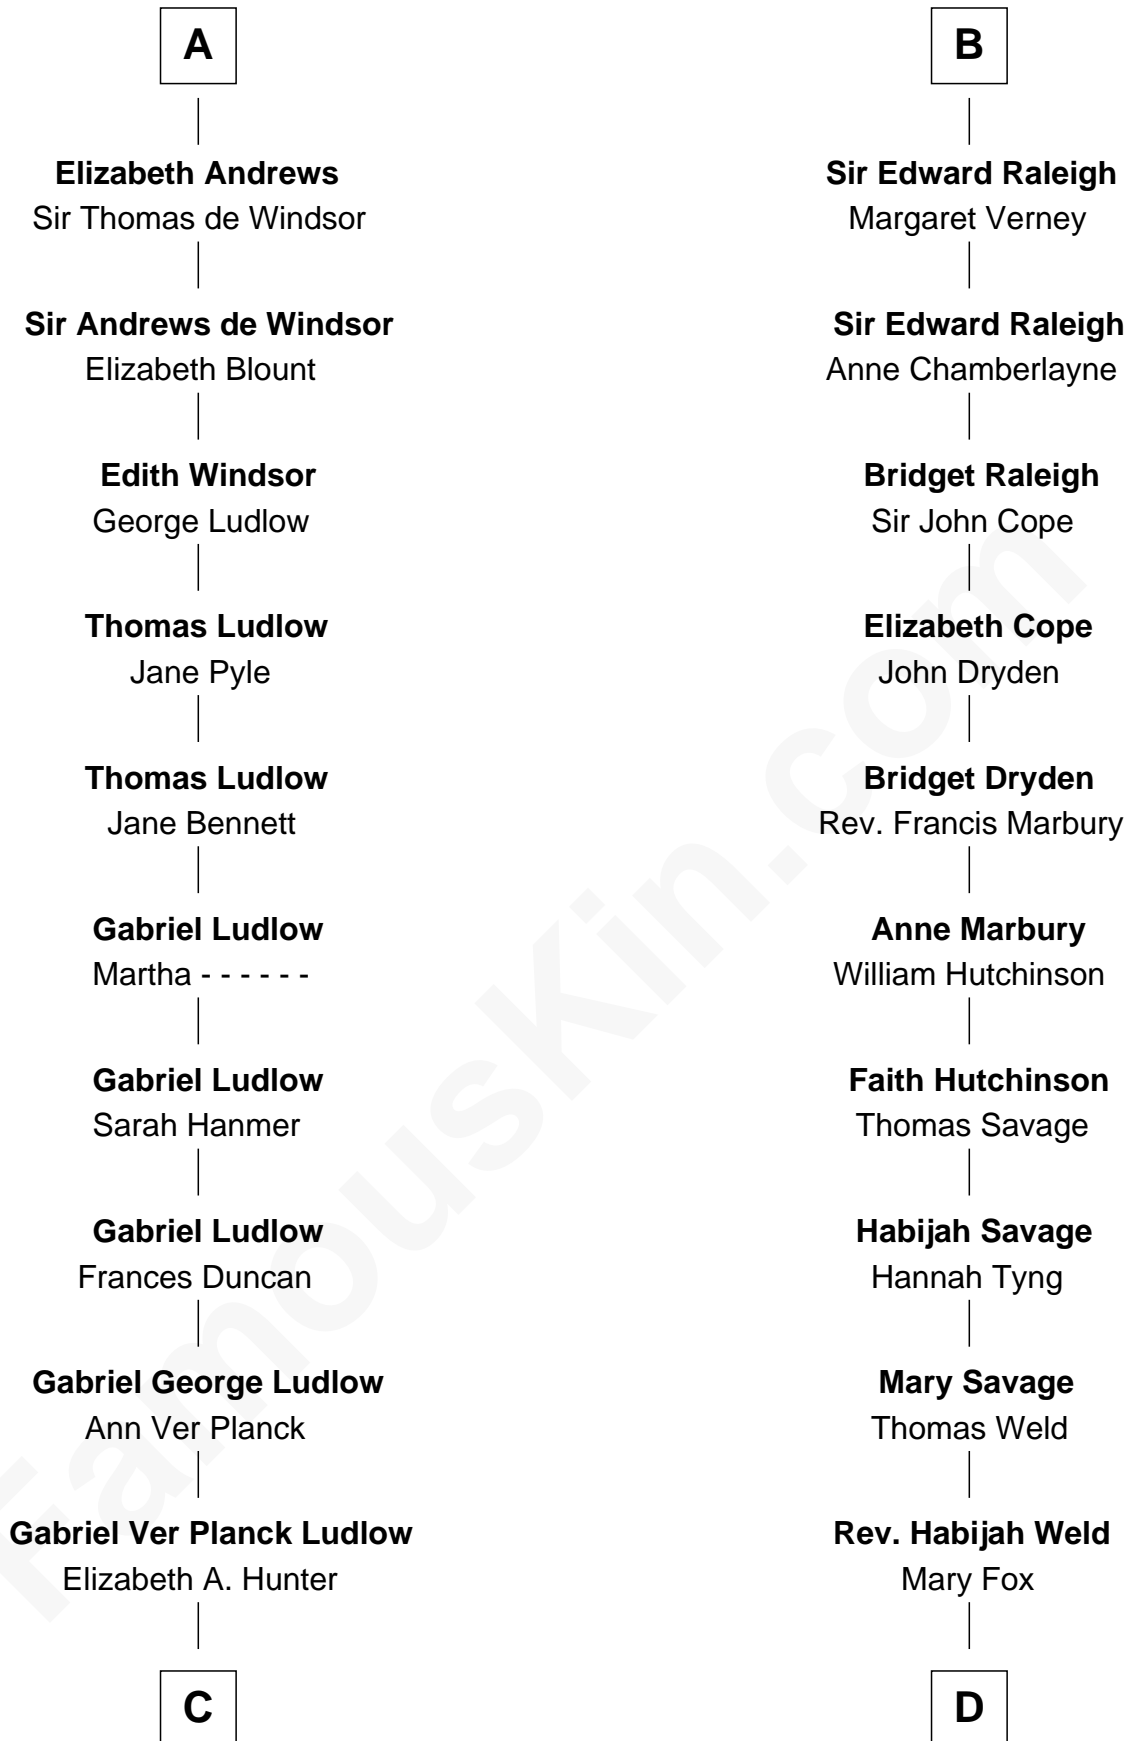 A
Elizabeth Andrews
Sir Thomas de Windsor
Sir Andrews de Windsor
Elizabeth Blount
Edith Windsor
George Ludlow
Thomas Ludlow
Jane Pyle
Thomas Ludlow
Jane Bennett
Gabriel Ludlow
Martha - - - - - -
Gabriel Ludlow
Sarah Hanmer
Gabriel Ludlow
Frances Duncan
Gabriel George Ludlow
Ann Ver Planck
Gabriel Ver Planck Ludlow
Elizabeth A. Hunter
C
B
Sir Edward Raleigh
Margaret Verney
Sir Edward Raleigh
Anne Chamberlayne
Bridget Raleigh
Sir John Cope
Elizabeth Cope
John Dryden
Bridget Dryden
Rev. Francis Marbury
Anne Marbury
William Hutchinson
Faith Hutchinson
Thomas Savage
Habijah Savage
Hannah Tyng
Mary Savage
Thomas Weld
Rev. Habijah Weld
Mary Fox
D
FamousKin.com